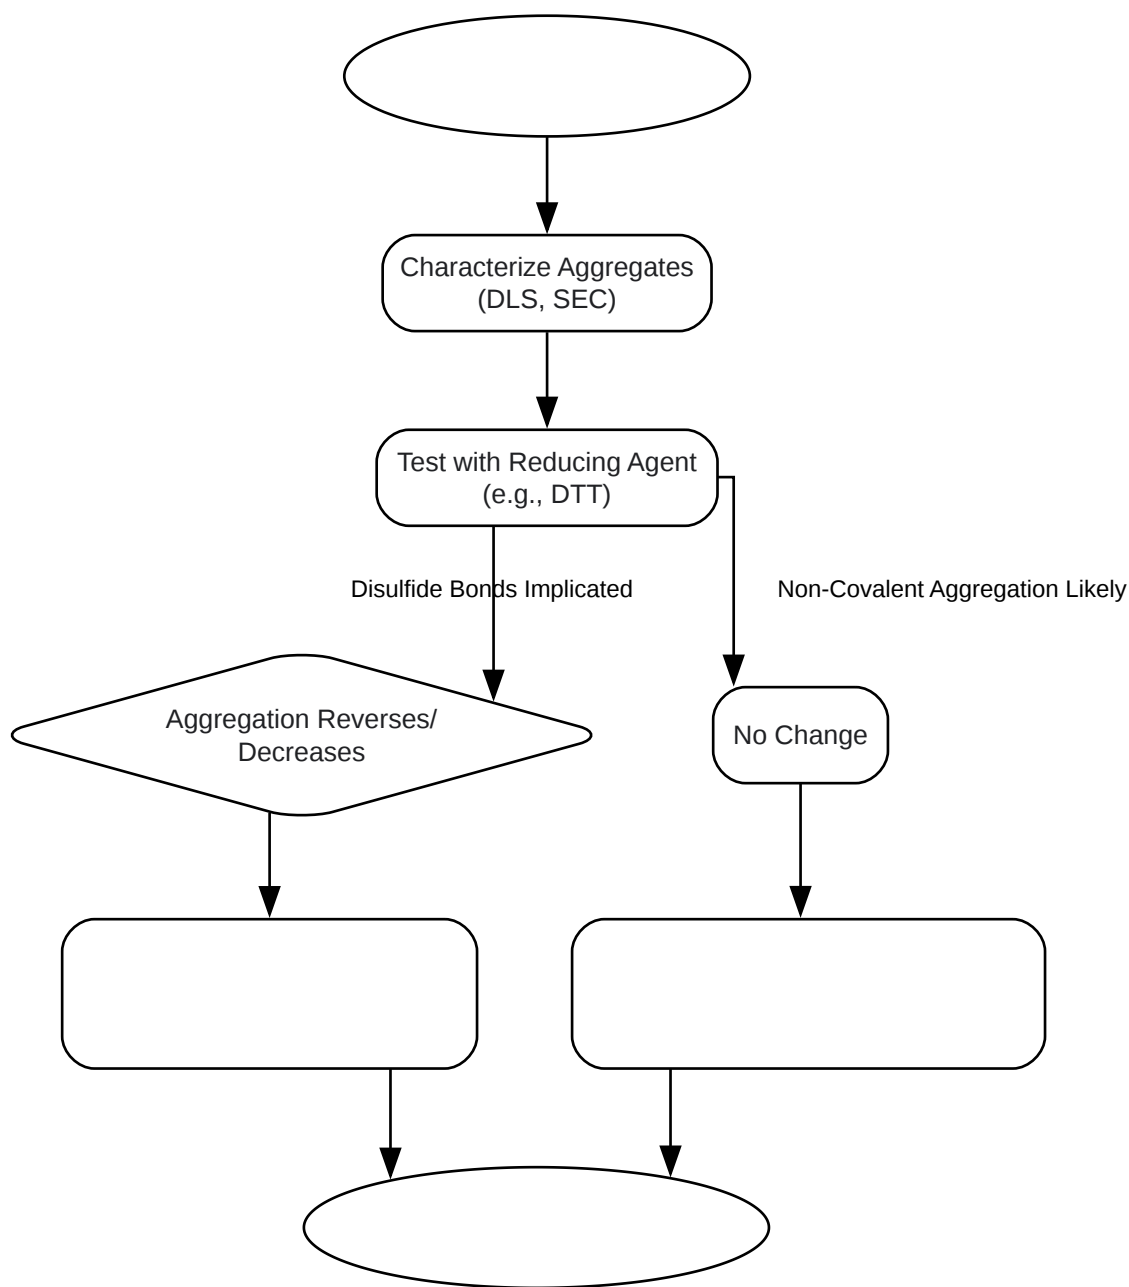 Characterize Aggregates
(DLS, SEC)
Test with Reducing Agent
(e.g., DTT)
Disulfide Bonds Implicated
Non-Covalent Aggregation Likely
Aggregation Reverses/
Decreases
No Change